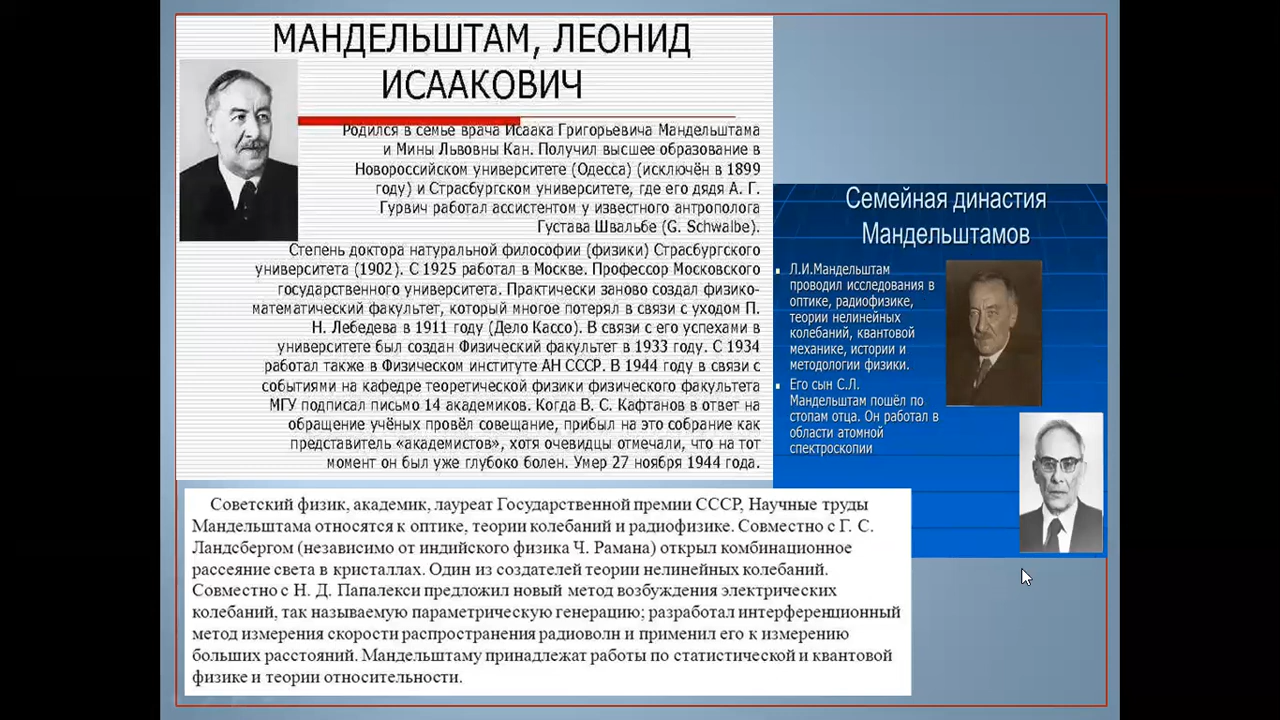 МАНДЕЛЬШТАМ, ЛЕОНИД
ИСААКОВИЧ
Родился в семье врача Исаака Григорьевича Мандельштама
и Мины Львовны Кан. Получил высшее образование в
Новороссийском университете (Одесса) (исключён в 1899
году) и Страсбургском университете, где его дядя А. Г.
Гурвич работал ассистентом у известного антрополога
Густава Швальбе (G. Schwalbe).
Степень доктора натуральной философии (физики) Страсбургского
университета (1902). С 1925 работал в Москве. Профессор Московского
государственного университета. Практически заново создал физико-
математический факультет, который многое потерял в связи с уходом П.
Н. Лебедева в 1911 году (Дело Кассо). В связи с его успехами в
университете был создан Физический факультет в 1933 году. С 1934
работал также в Физическом институте АН СССР. В 1944 году в связи с
событиями на кафедре теоретической физики физического факультета
МГУ подписал письмо 14 академиков. Когда В. С. Кафтанов в ответ на
обращение учёных провёл совещание, прибыл на это собрание как
представитель «академистов», хотя очевидцы отмечали, что на тот
момент он был уже глубоко болен. Умер 27 ноября 1944 года.
Семейная династия
Мандельштамов
Л.И.Мандельштам
проводил исследования в
оптике, радиофизике,
теории нелинейных
колебаний, квантовой
механике, истории и
методологии физики.
Его сын С.Л.
Мандельштам пошёл по
стопам отца. Он работал в
области атомной
спектроскопии
Советский физик, академик, лауреат Государственной премии СССР, Научные труды
Мандельштама относятся к оптике, теории колебаний и радиофизике. Совместно с Г. С.
Ландсбергом (независимо от индийского физика Ч. Рамана) открыл комбинационное
рассеяние света в кристаллах. Один из создателей теории нелинейных колебаний.
Совместно с Н. Д. Папалекси предложил новый метод возбуждения электрических
колебаний, так называемую параметрическую генерацию; разработал интерференционный
метод измерения скорости распространения радиоволн и применил его к измерению
больших расстояний. Мандельштаму принадлежат работы по статистической и квантовой
физике и теории относительности.